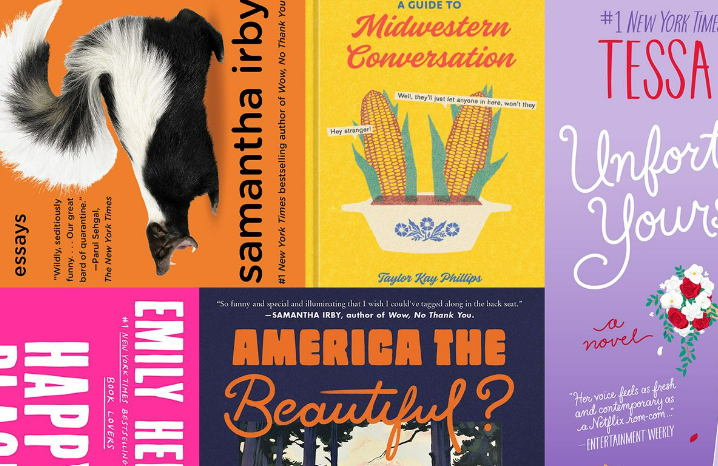 essays
"Wildly, seditiously
funny. . . . Our great
bard of quarantine."
—Parul Sehgal,
The New York Times
samantha irby
#1 New York Times bestselling author of Wow, No Thank You
A GUIDE TO
Midwestern
Conversation
Well, they'll just let anyone in here, won't they
Hey stranger!
Taylor Kay Phillips
#1 NEW YORK TIMES
TESSA
Unfort
Yours
a
novel
"Her voice feels as fresh
and contemporary as
a Netflix rom-com."
—ENTERTAINMENT WEEKLY
EMILY HE
#1 NEW YORK TIMES BESTSELLING
BOOK LOVERS
HAPPY
PLAC
"So funny and special and illuminating that I wish I could've tagged along in the back seat."
—SAMANTHA IRBY, author of Wow, No Thank You.
AMERICA THE
Beautiful?